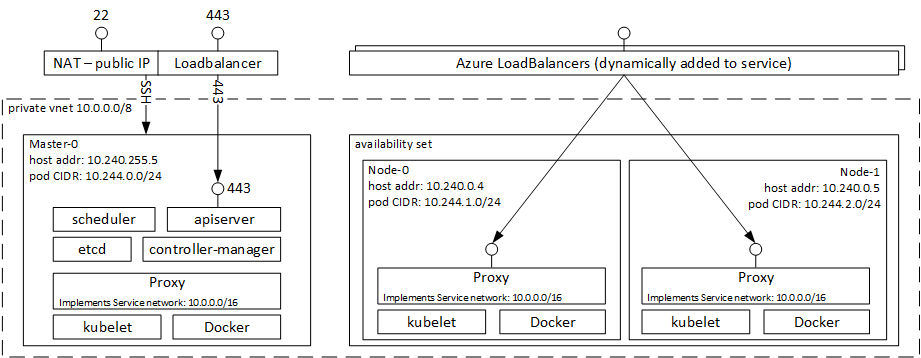 22
443
NAT – public IP
Loadbalancer
Azure LoadBalancers (dynamically added to service)
SSH
443
private vnet 10.0.0.0/8
Master-0
host addr: 10.240.255.5
pod CIDR: 10.244.0.0/24
443
scheduler
apiserver
etcd
controller-manager
Proxy
Implements Service network: 10.0.0.0/16
kubelet
Docker
availability set
Node-0
host addr: 10.240.0.4
pod CIDR: 10.244.1.0/24
Proxy
Implements Service network: 10.0.0.0/16
kubelet
Docker
Node-1
host addr: 10.240.0.5
pod CIDR: 10.244.2.0/24
Proxy
Implements Service network: 10.0.0.0/16
kubelet
Docker